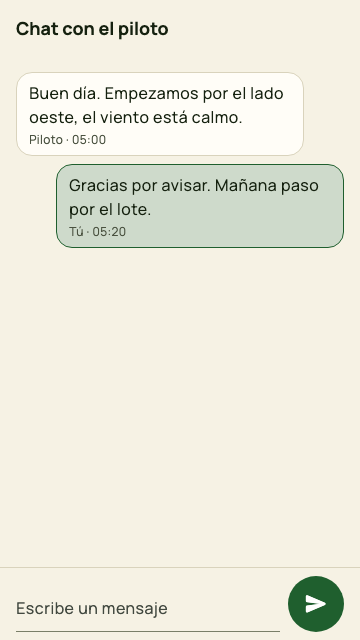 Chat con el piloto
Buen día. Empezamos por el lado
oeste, el viento está calmo.
Piloto · 05:00
Gracias por avisar. Mañana paso
por el lote.
Tú · 05:20
Escribe un mensaje